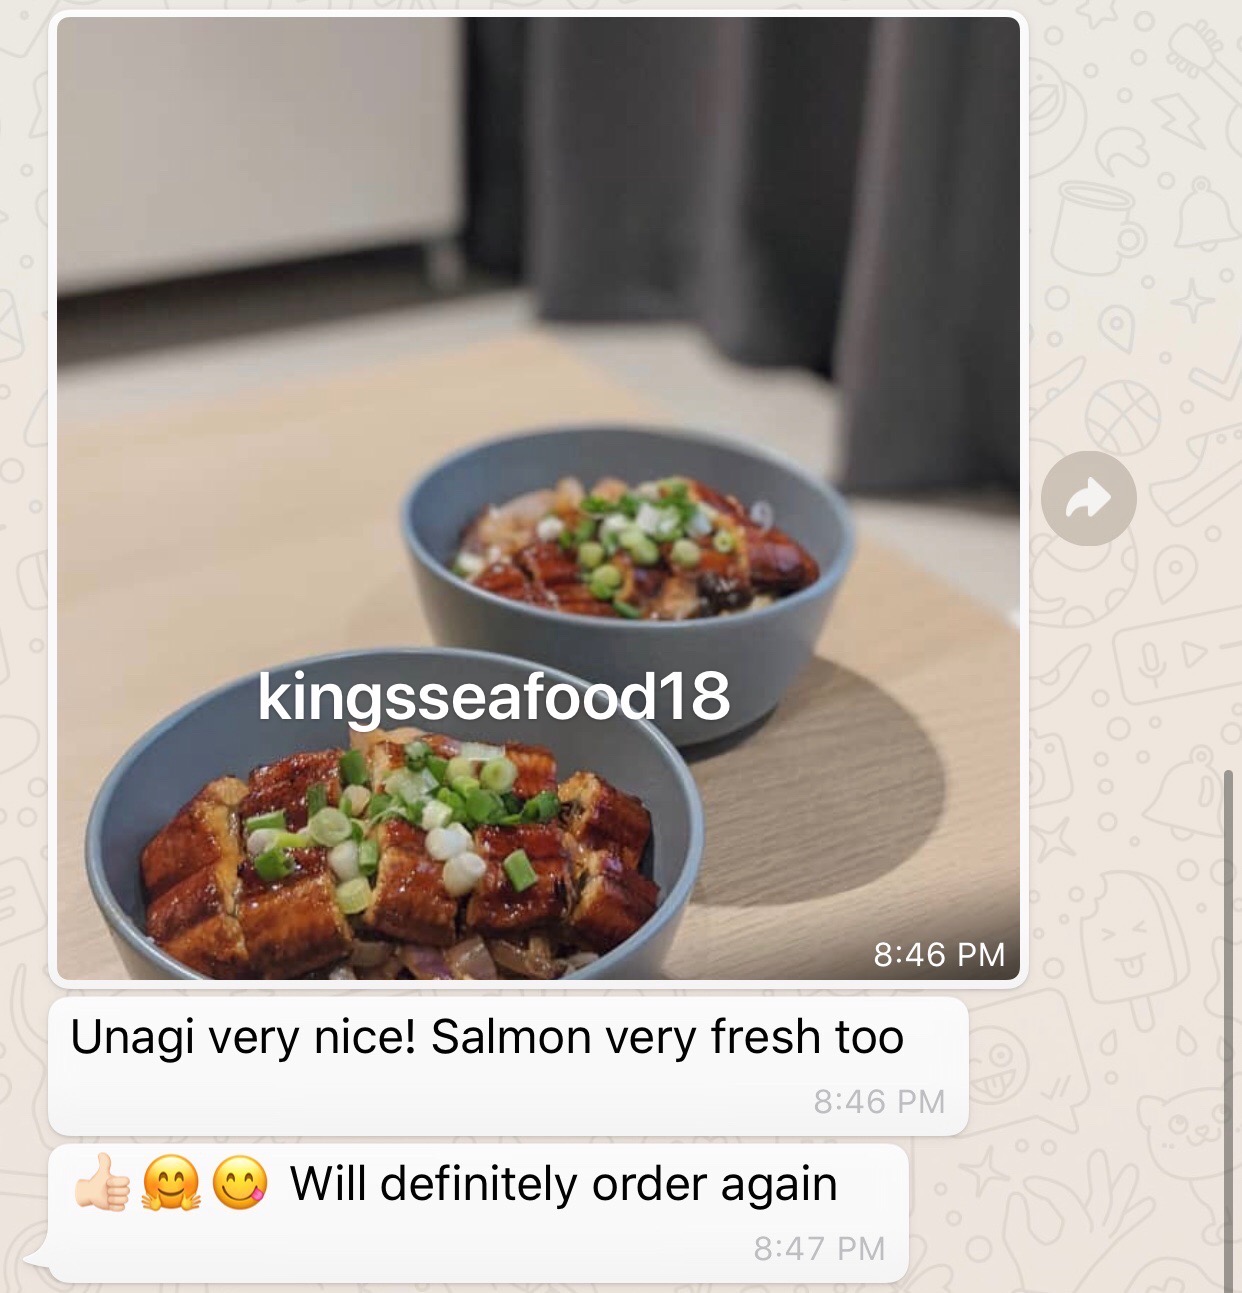 kingsseafood18
8:46 PM
Unagi very nice! Salmon very fresh too
8:46 PM
👍🏻🤗😋 Will definitely order again
8:47 PM